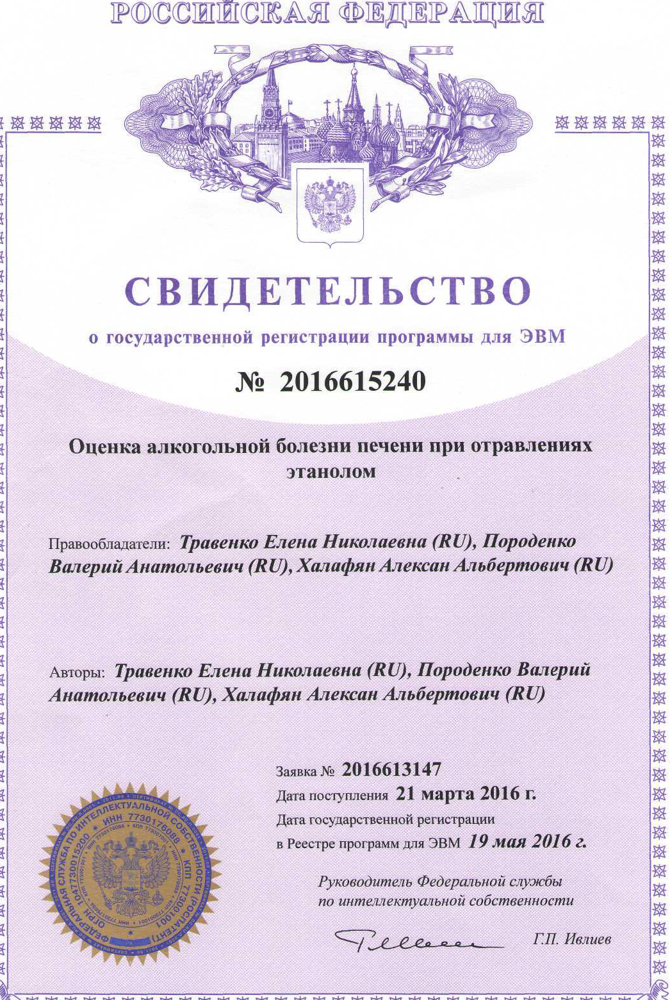 РОССИЙСКАЯ ФЕДЕРАЦИЯ
СВИДЕТЕЛЬСТВО
о государственной регистрации программы для ЭВМ
№ 2016615240
Оценка алкогольной болезни печени при отравлениях
этанолом
Правообладатели: Травенко Елена Николаевна (RU), Породенко
Валерий Анатольевич (RU), Халафян Алексан Альбертович (RU)
Авторы: Травенко Елена Николаевна (RU), Породенко Валерий
Анатольевич (RU), Халафян Алексан Альбертович (RU)
Заявка № 2016613147
Дата поступления 21 марта 2016 г.
Дата государственной регистрации
в Реестре программ для ЭВМ 19 мая 2016 г.
Руководитель Федеральной службы
по интеллектуальной собственности
Г.П. Ивлиев
ФЕДЕРАЛЬНАЯ СЛУЖБА ПО ИНТЕЛЛЕКТУАЛЬНОЙ СОБСТВЕННОСТИ (РОСПАТЕНТ)
ОГРН 1047730015200 * ИНН 7730176088 * КПП 773001001